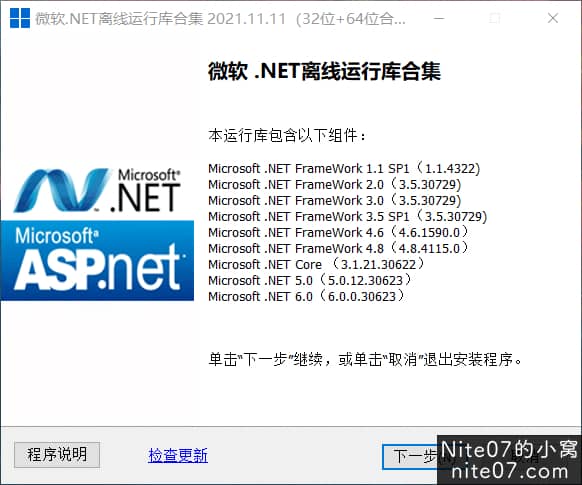 微软.NET离线运行库合集 2021.11.11（32位+64位合...
微软 .NET离线运行库合集
本运行库包含以下组件：
Microsoft .NET FrameWork 1.1 SP1（1.1.4322)
Microsoft .NET FrameWork 2.0（3.5.30729)
Microsoft .NET FrameWork 3.0（3.5.30729)
Microsoft .NET FrameWork 3.5 SP1（3.5.30729)
Microsoft .NET FrameWork 4.6（4.6.1590.0）
Microsoft .NET FrameWork 4.8（4.8.4115.0）
Microsoft .NET Core （3.1.21.30622）
Microsoft .NET 5.0（5.0.12.30623）
Microsoft .NET 6.0（6.0.0.30623）
Microsoft®
.NET
Microsoftª
ASP.net
单击“下一步”继续，或单击“取消”退出安装程序。
程序说明
检查更新
下一步
Nite07的小窝
nite07.com